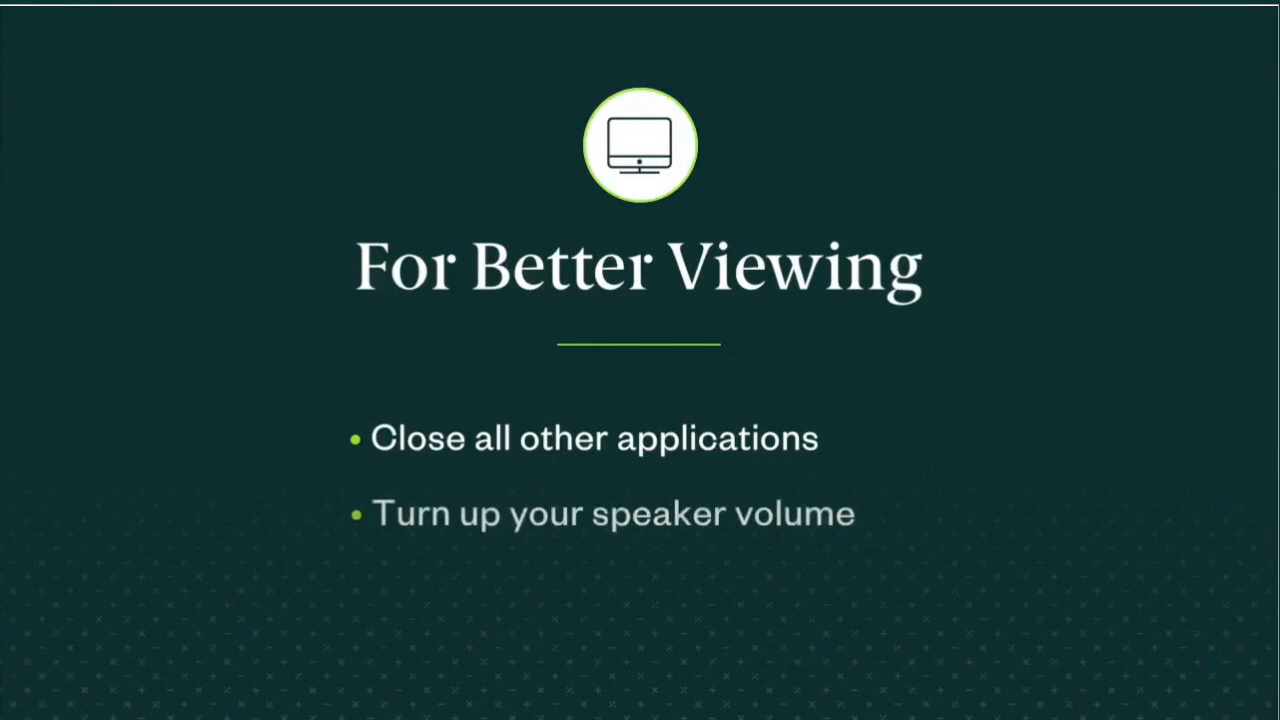 For Better Viewing
• Close all other applications
• Turn up your speaker volume